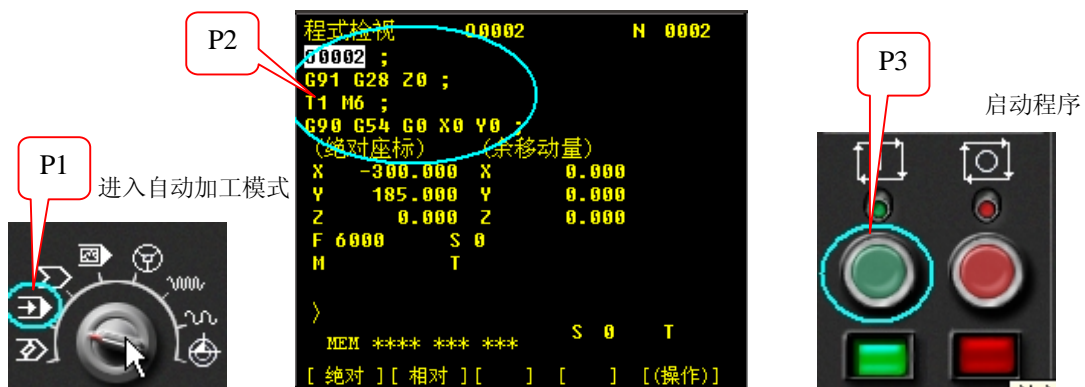 P1
进入自动加工模式
P2
程式检视 O0002 N 0002
O0002 ;
G91 G28 Z0 ;
T1 M6 ;
G90 G54 G0 X0 Y0 ;
(绝对座标) (余移动量)
X -300.000 X 0.000
Y 185.000 Y 0.000
Z 0.000 Z 0.000
F 6000 S 0
M T
>
S 0 T
MEM **** *** ***
[ 绝对 ][ 相对 ][ ] [ ] [(操作)]
P3
启动程序